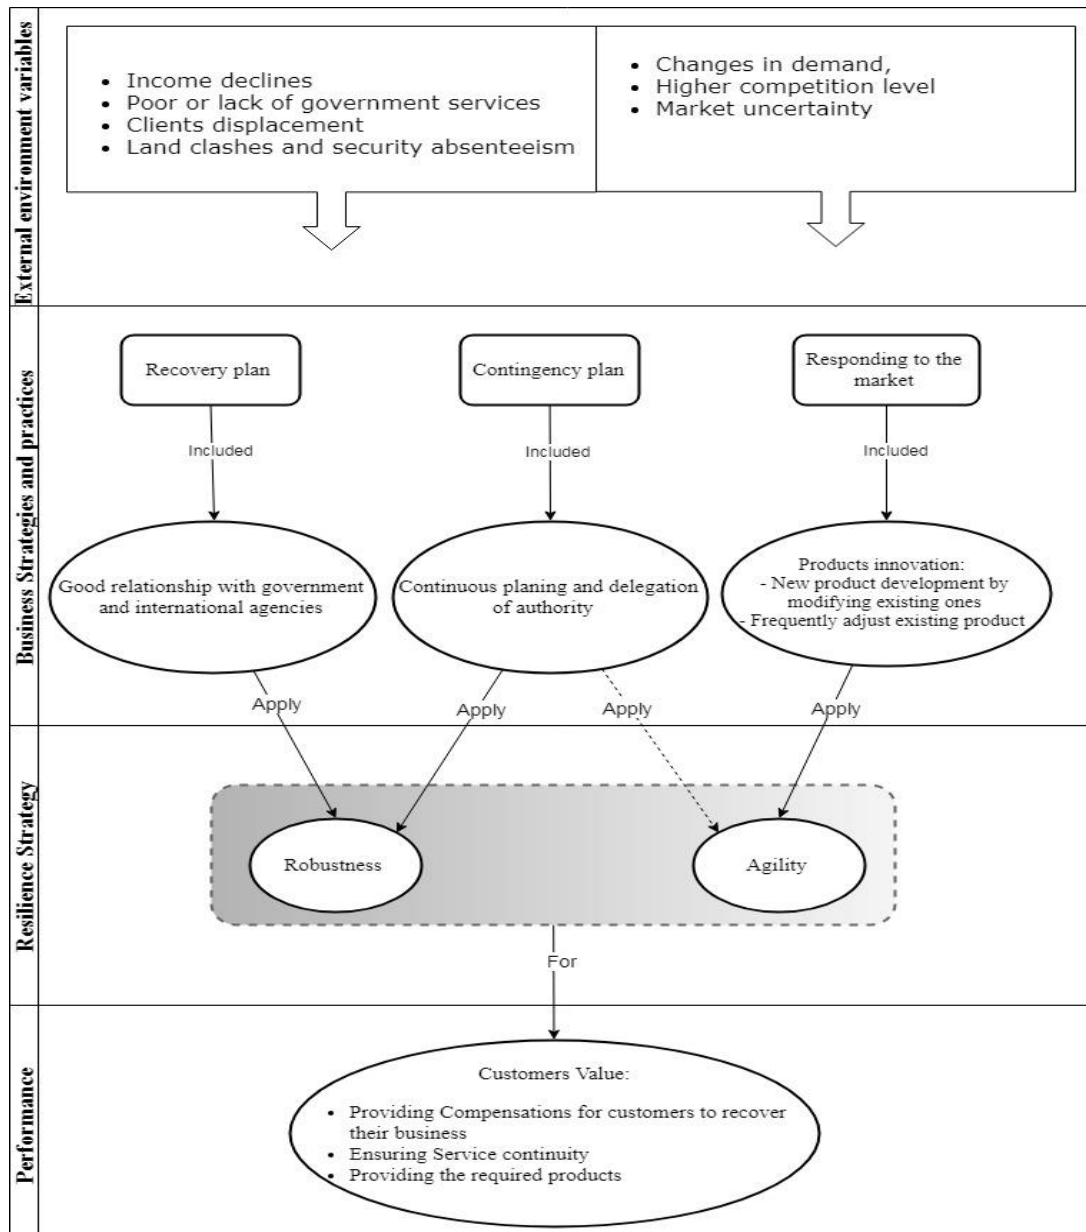 External environment variables
• Income declines
• Poor or lack of government services
• Clients displacement
• Land clashes and security absenteeism
• Changes in demand,
• Higher competition level
• Market uncertainty
Business Strategies and practices
Recovery plan
Contingency plan
Responding to the
market
Included
Included
Included
Good relationship with government
and international agencies
Continuous planing and delegation
of authority
Products innovation:
- New product development by
modifying existing ones
- Frequently adjust existing product
Apply
Apply
Apply
Apply
Resilience Strategy
Robustness
Agility
For
Performance
Customers Value:
• Providing Compensations for customers to recover
their business
• Ensuring Service continuity
• Providing the required products